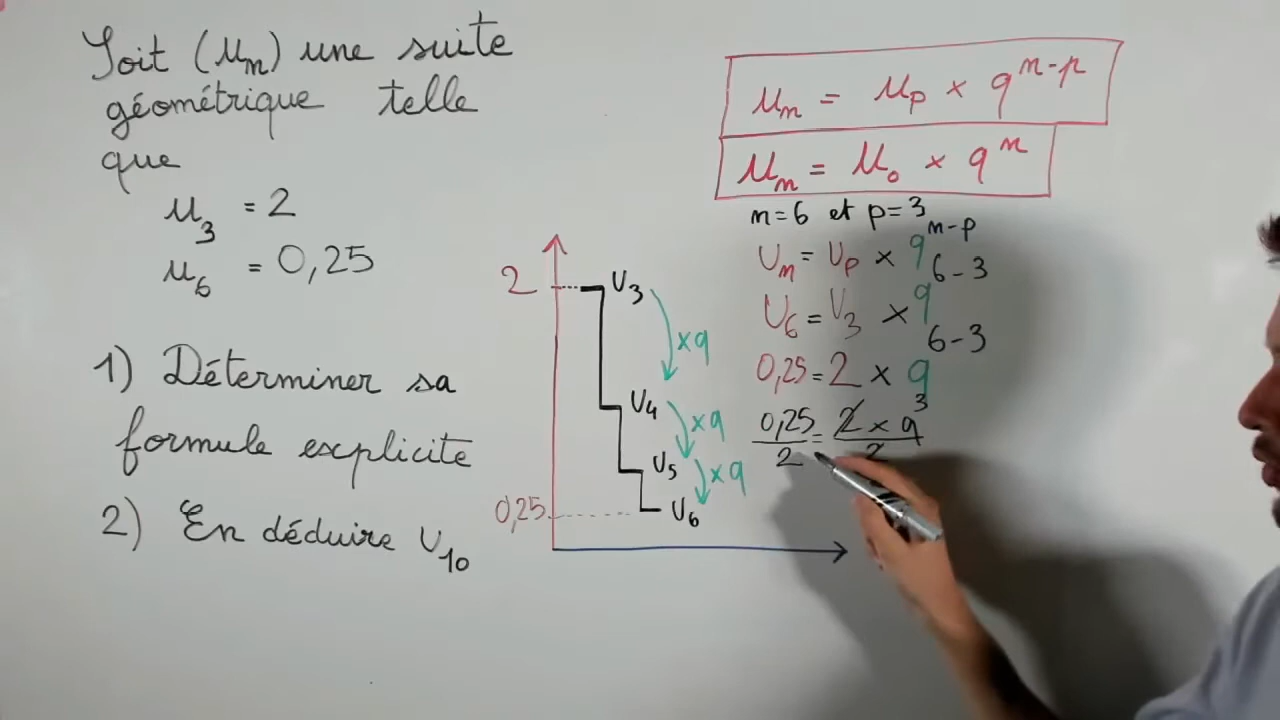 Soit (un) une suite
géométrique telle
que
u3 = 2
u6 = 0,25
1) Déterminer sa
formule explicite
2) En déduire U10
un = up × q^n-p
un = u0 × q^n
n=6 et p=3
Un = Up × q^n-p
U6 = U3 × q^6-3
0,25 = 2 × q^6-3
0,25/2 = 2 × q^3/2
2
U3
×q
U4
×q
U5
×q
0,25
U6